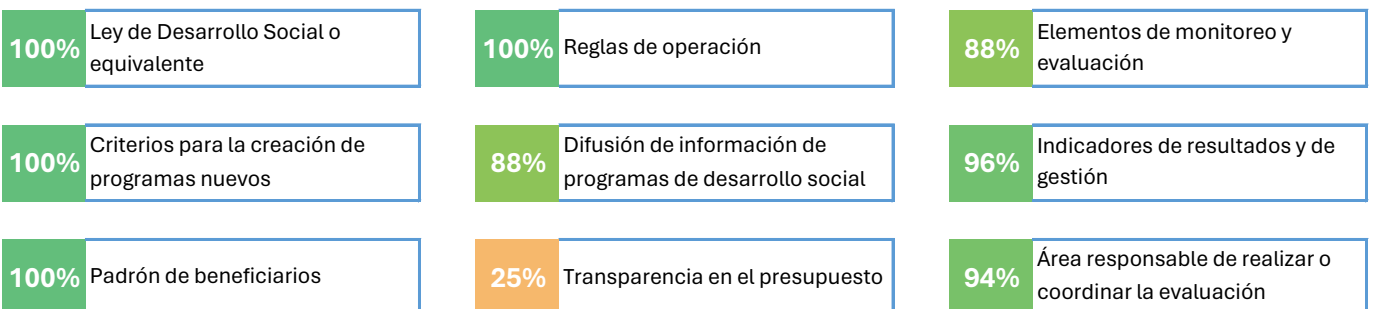 100%
Ley de Desarrollo Social o
equivalente
100%
Reglas de operación
88%
Elementos de monitoreo y
evaluación
100%
Criterios para la creación de
programas nuevos
88%
Difusión de información de
programas de desarrollo social
96%
Indicadores de resultados y de
gestión
100%
Padrón de beneficiarios
25%
Transparencia en el presupuesto
94%
Área responsable de realizar o
coordinar la evaluación